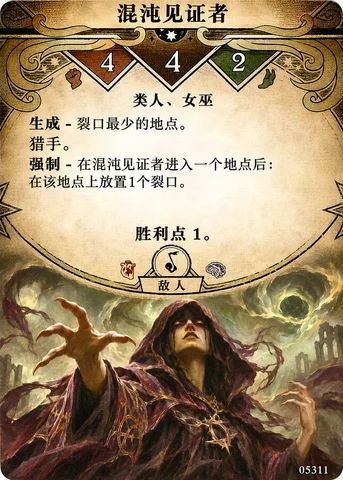 混沌见证者
4 4 2
类人、女巫
生成 – 裂口最少的地点。
猎手。
强制 – 在混沌见证者进入一个地点后：
在该地点上放置1个裂口。
胜利点 1。
敌人
05311